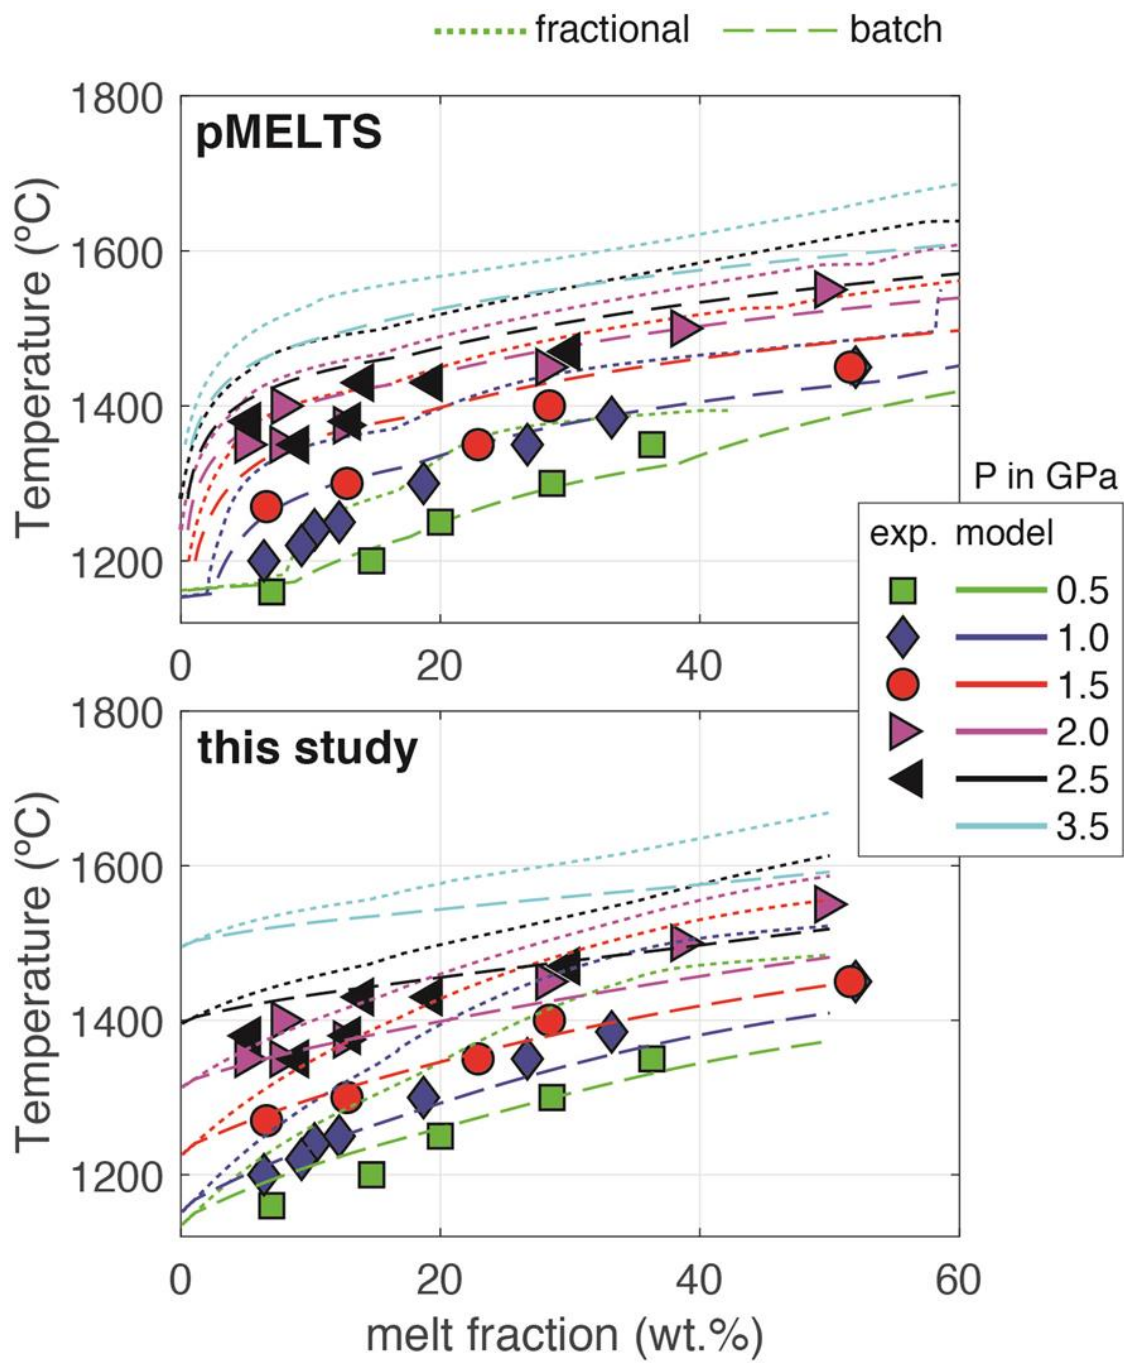 fractional batch
1800
pMELTS
1600
1400
1200
Temperature (ºC)
0 20 40
P in GPa
exp. model
0.5
1.0
1.5
2.0
2.5
3.5
1800
this study
1600
1400
1200
Temperature (ºC)
0 20 40 60
melt fraction (wt.%)